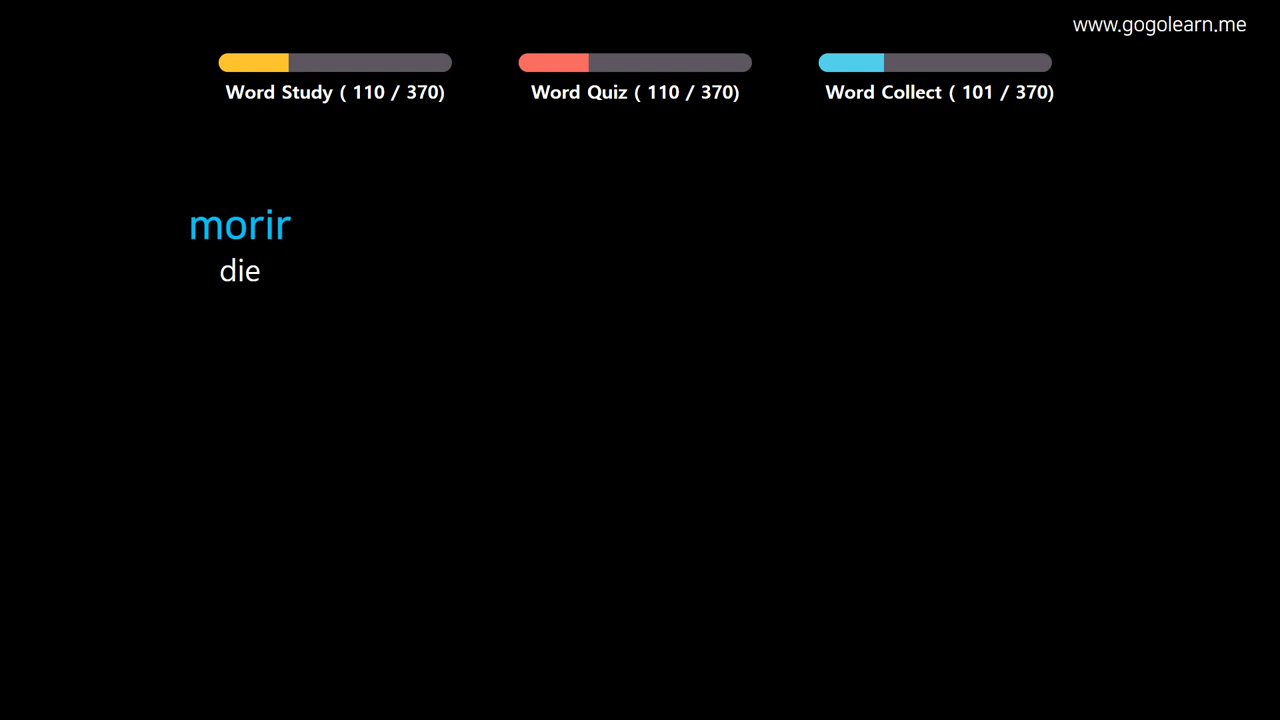 www.gogolearn.me
Word Study ( 110 / 370)
Word Quiz ( 110 / 370)
Word Collect ( 101 / 370)
morir
die